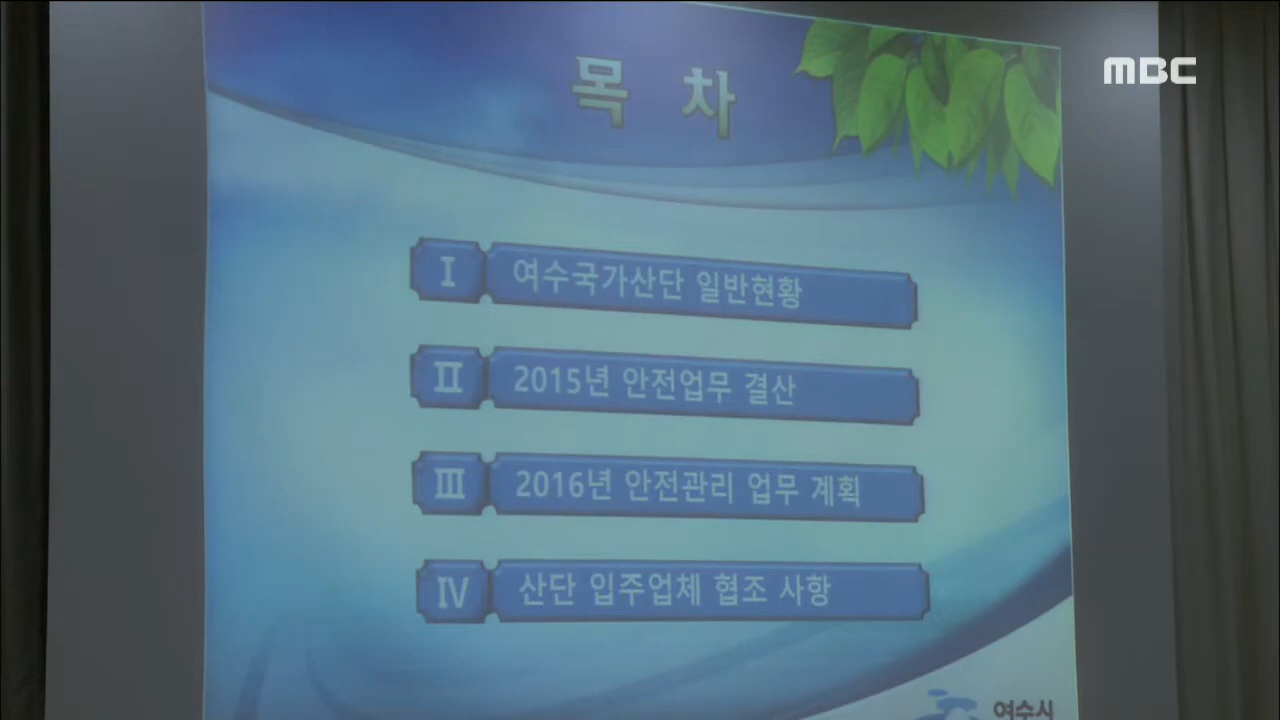 MBC
목 차
I 여수국가산단 일반현황
II 2015년 안전업무 결산
III 2016년 안전관리 업무 계획
IV 산단 입주업체 협조 사항
여수시